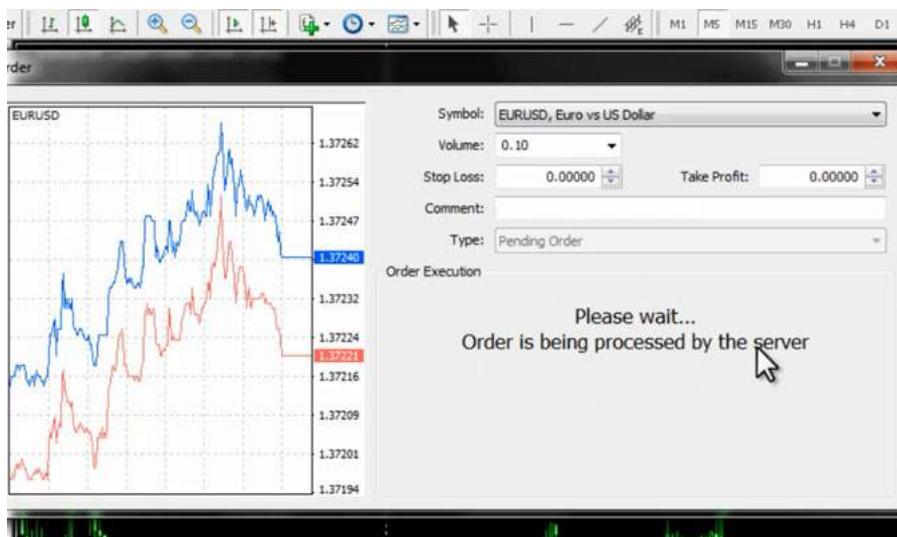 M1 M5 M15 M30 H1 H4 D1
rder
EURUSD
1.37262
1.37254
1.37247
1.37240
1.37232
1.37224
1.37221
1.37216
1.37209
1.37201
1.37194
Symbol: EURUSD, Euro vs US Dollar
Volume: 0.10
Stop Loss: 0.00000 Take Profit: 0.00000
Comment:
Type: Pending Order
Order Execution
Please wait...
Order is being processed by the server